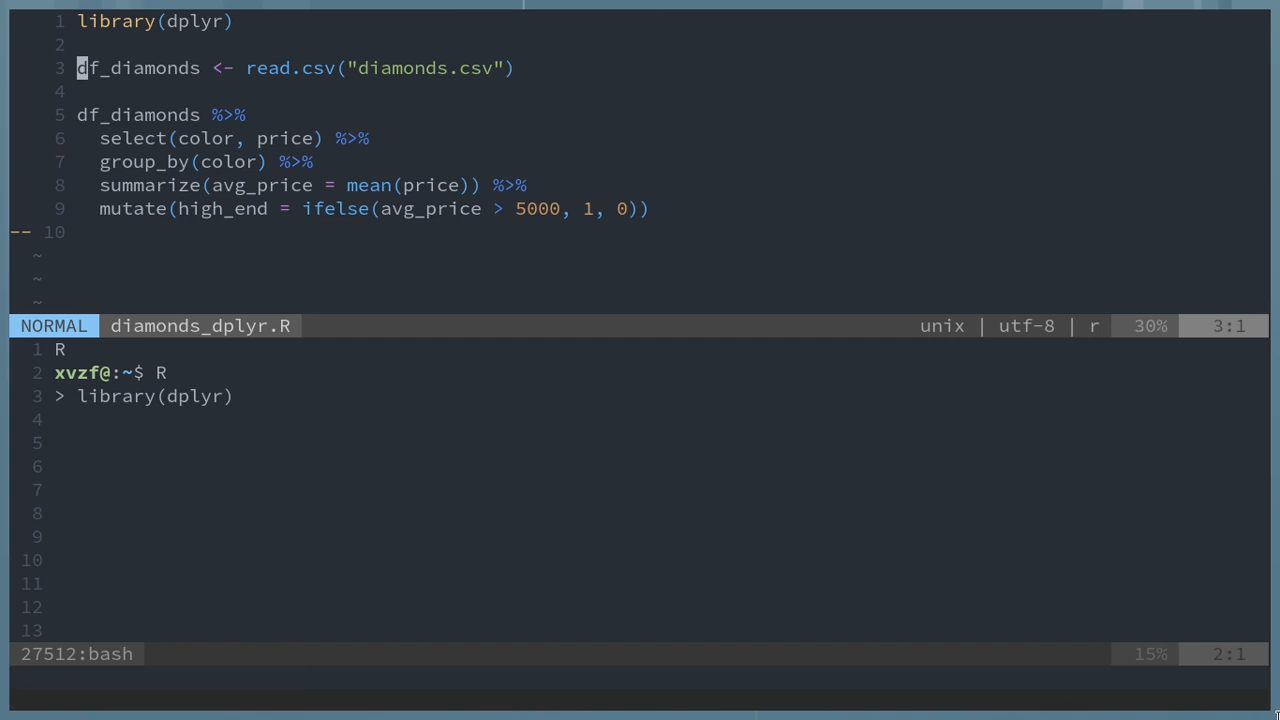 1 library(dplyr)
2
3 df_diamonds <- read.csv("diamonds.csv")
4
5 df_diamonds %>%
6   select(color, price) %>%
7   group_by(color) %>%
8   summarize(avg_price = mean(price)) %>%
9   mutate(high_end = ifelse(avg_price > 5000, 1, 0))
-- 10
~
~
~
NORMAL diamonds_dplyr.R unix | utf-8 | r 30% 3:1
1 R
2 xvzf@:~$ R
3 > library(dplyr)
4
5
6
7
8
9
10
11
12
13
27512:bash 15% 2:1